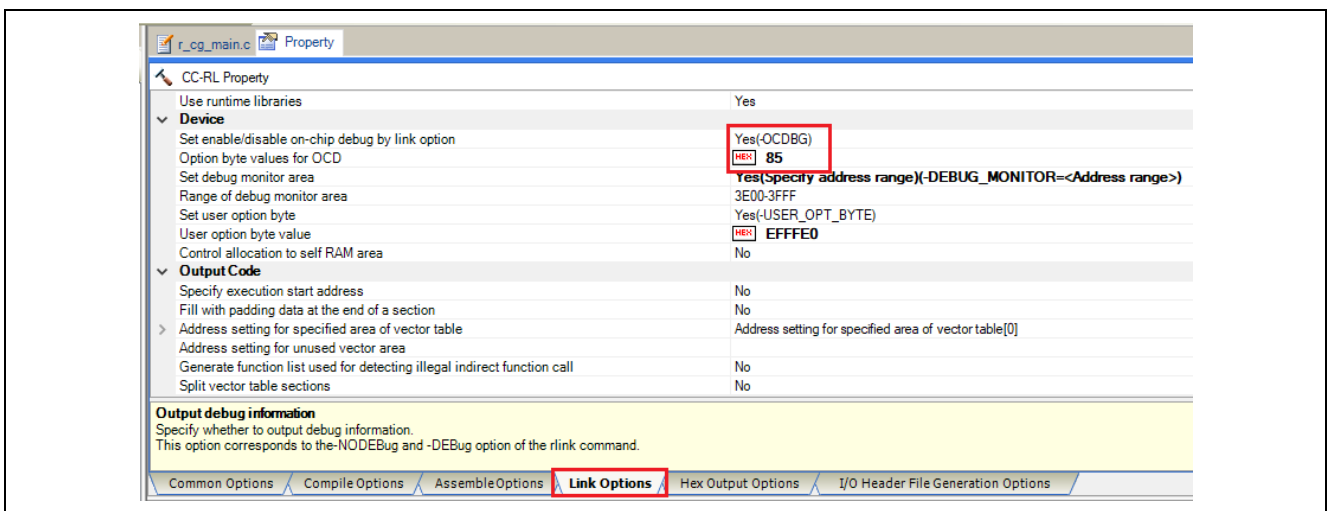 r_cg_main.c Property
CC-RL Property
Use runtime libraries Yes
Device
Set enable/disable on-chip debug by link option Yes(-OCDBG)
Option byte values for OCD HEX 85
Set debug monitor area Yes(Specify address range)(-DEBUG_MONITOR=<Address range>)
Range of debug monitor area 3E00-3FFF
Set user option byte Yes(-USER_OPT_BYTE)
User option byte value HEX EFFFE0
Control allocation to self RAM area No
Output Code
Specify execution start address No
Fill with padding data at the end of a section No
Address setting for specified area of vector table Address setting for specified area of vector table[0]
Address setting for unused vector area
Generate function list used for detecting illegal indirect function call No
Split vector table sections No
Output debug information
Specify whether to output debug information.
This option corresponds to the-NODEBug and -DEBug option of the rlink command.
Common Options Compile Options Assemble Options Link Options Hex Output Options I/O Header File Generation Options